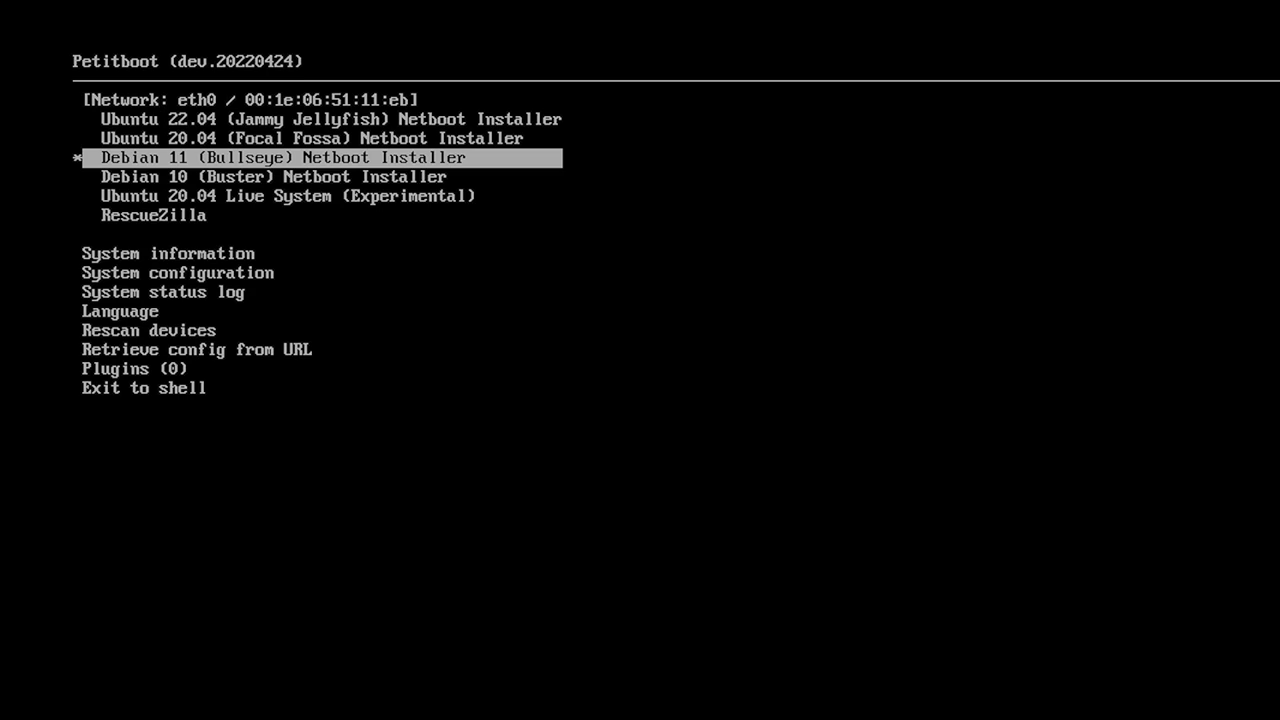 Petitboot (dev.20220424)
[Network: eth0 / 00:1e:06:51:11:eb]
Ubuntu 22.04 (Jammy Jellyfish) Netboot Installer
Ubuntu 20.04 (Focal Fossa) Netboot Installer
* Debian 11 (Bullseye) Netboot Installer
Debian 10 (Buster) Netboot Installer
Ubuntu 20.04 Live System (Experimental)
RescueZilla
System information
System configuration
System status log
Language
Rescan devices
Retrieve config from URL
Plugins (0)
Exit to shell